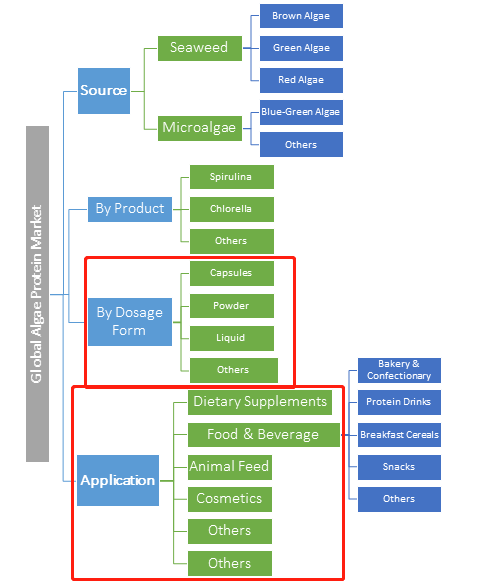 Global Algae Protein Market
Source
Seaweed
Brown Algae
Green Algae
Red Algae
Microalgae
Blue-Green Algae
Others
By Product
Spirulina
Chlorella
Others
By Dosage
Form
Capsules
Powder
Liquid
Others
Application
Dietary Supplements
Food & Beverage
Bakery &
Confectionary
Protein Drinks
Breakfast Cereals
Snacks
Others
Animal Feed
Cosmetics
Others
Others